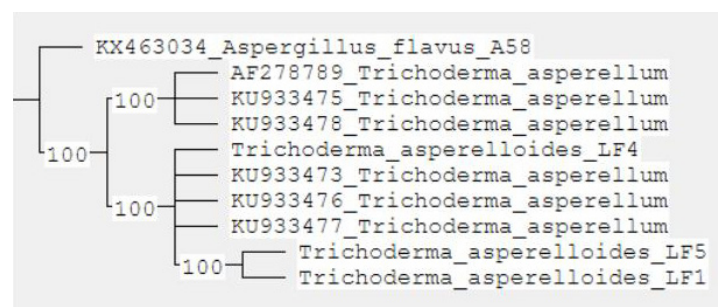 KX463034_Aspergillus_flavus_A58
AF278789_Trichoderma_asperellum
100
KU933475_Trichoderma_asperellum
KU933478_Trichoderma_asperellum
100
Trichoderma_asperelloides_LF4
KU933473_Trichoderma_asperellum
100
KU933476_Trichoderma_asperellum
KU933477_Trichoderma_asperellum
Trichoderma_asperelloides_LF5
100
Trichoderma_asperelloides_LF1